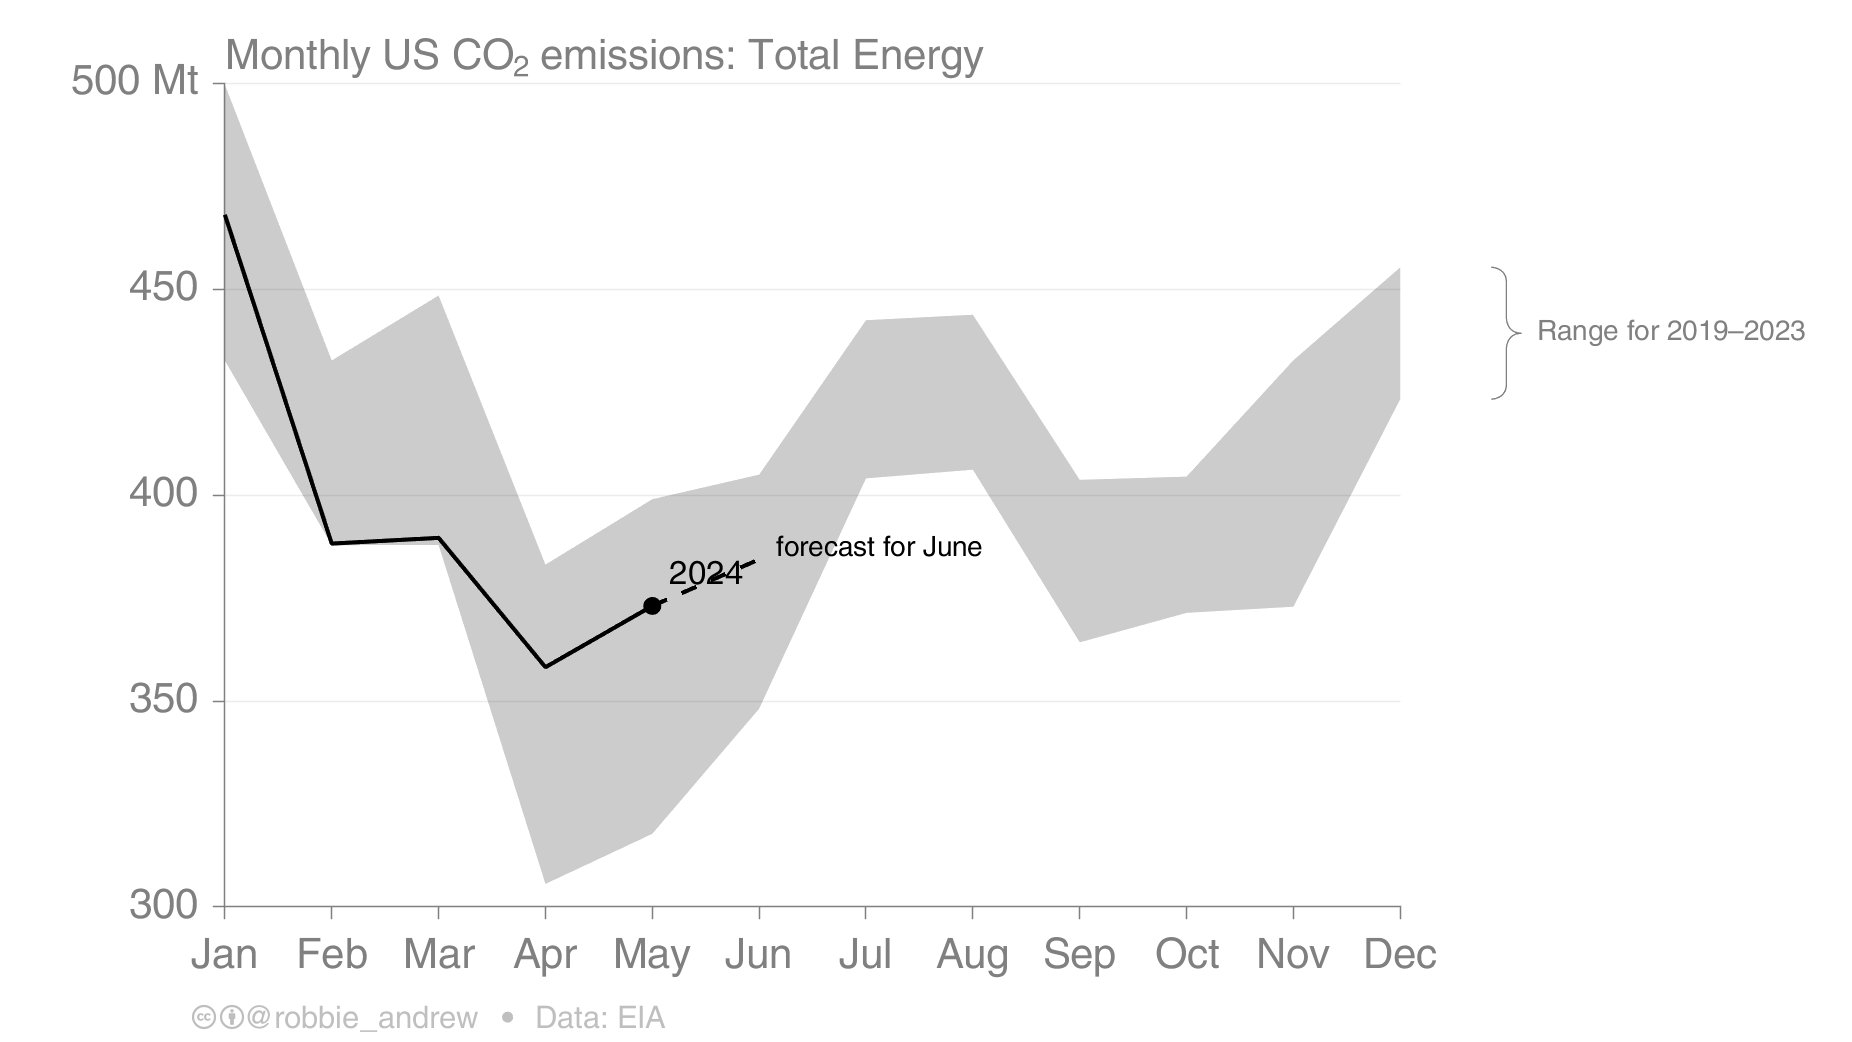 Monthly US CO₂ emissions: Total Energy
500 Mt
450
400
350
300
Range for 2019–2023
forecast for June
2024
Jan Feb Mar Apr May Jun Jul Aug Sep Oct Nov Dec
cc @robbie_andrew • Data: EIA